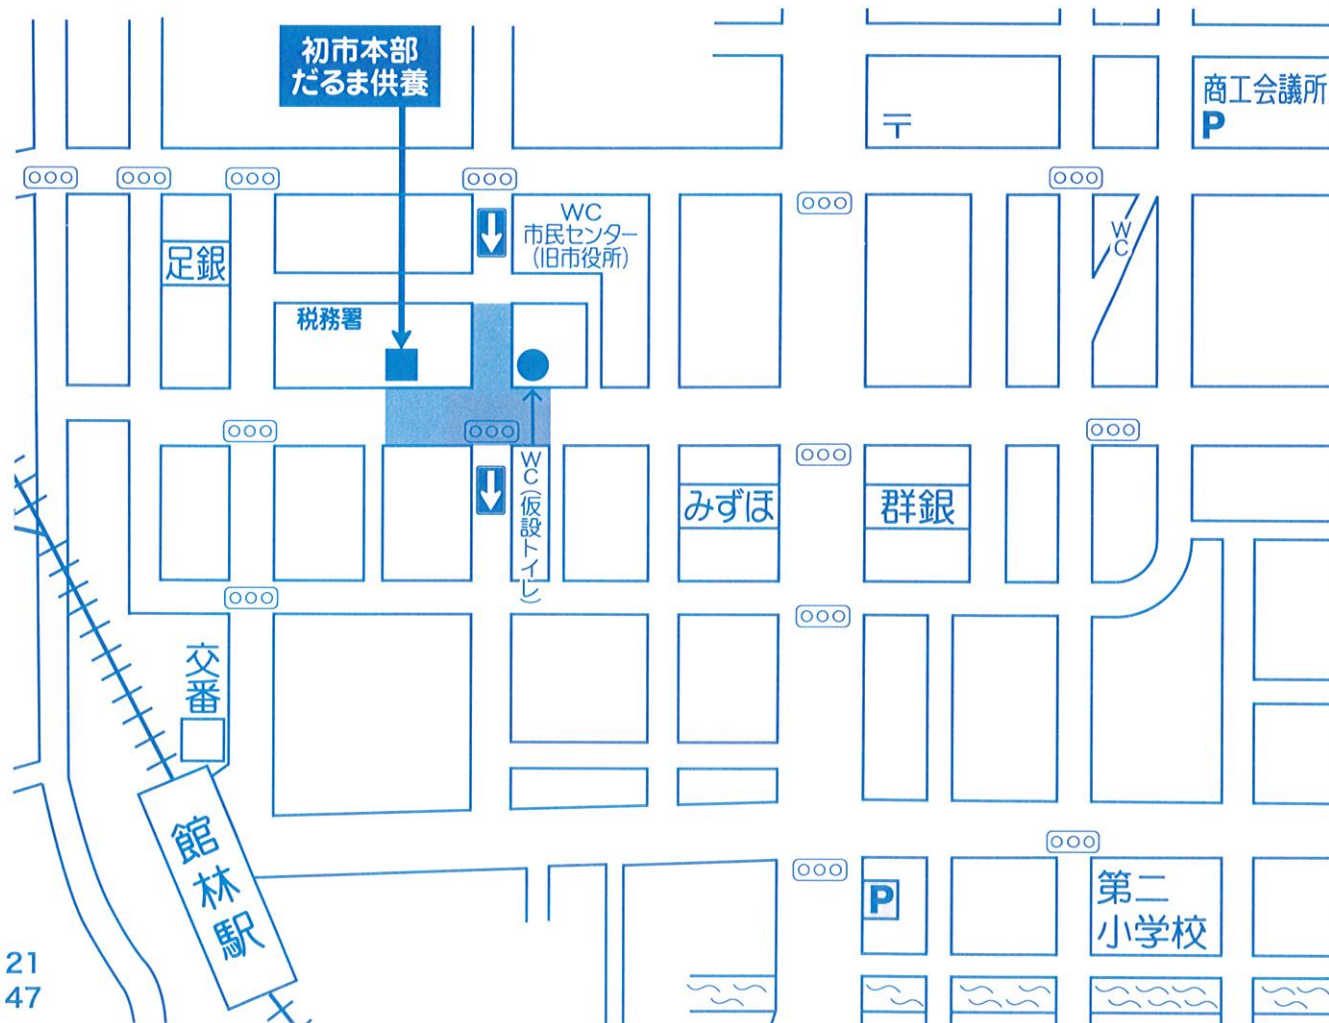 初市本部
だるま供養
商工会議所
P
〒
WC
市民センター
(旧市役所)
WC
足銀
税務署
WC(仮設トイレ)
みずほ
群銀
交番
館林駅
P
第二
小学校
21
47